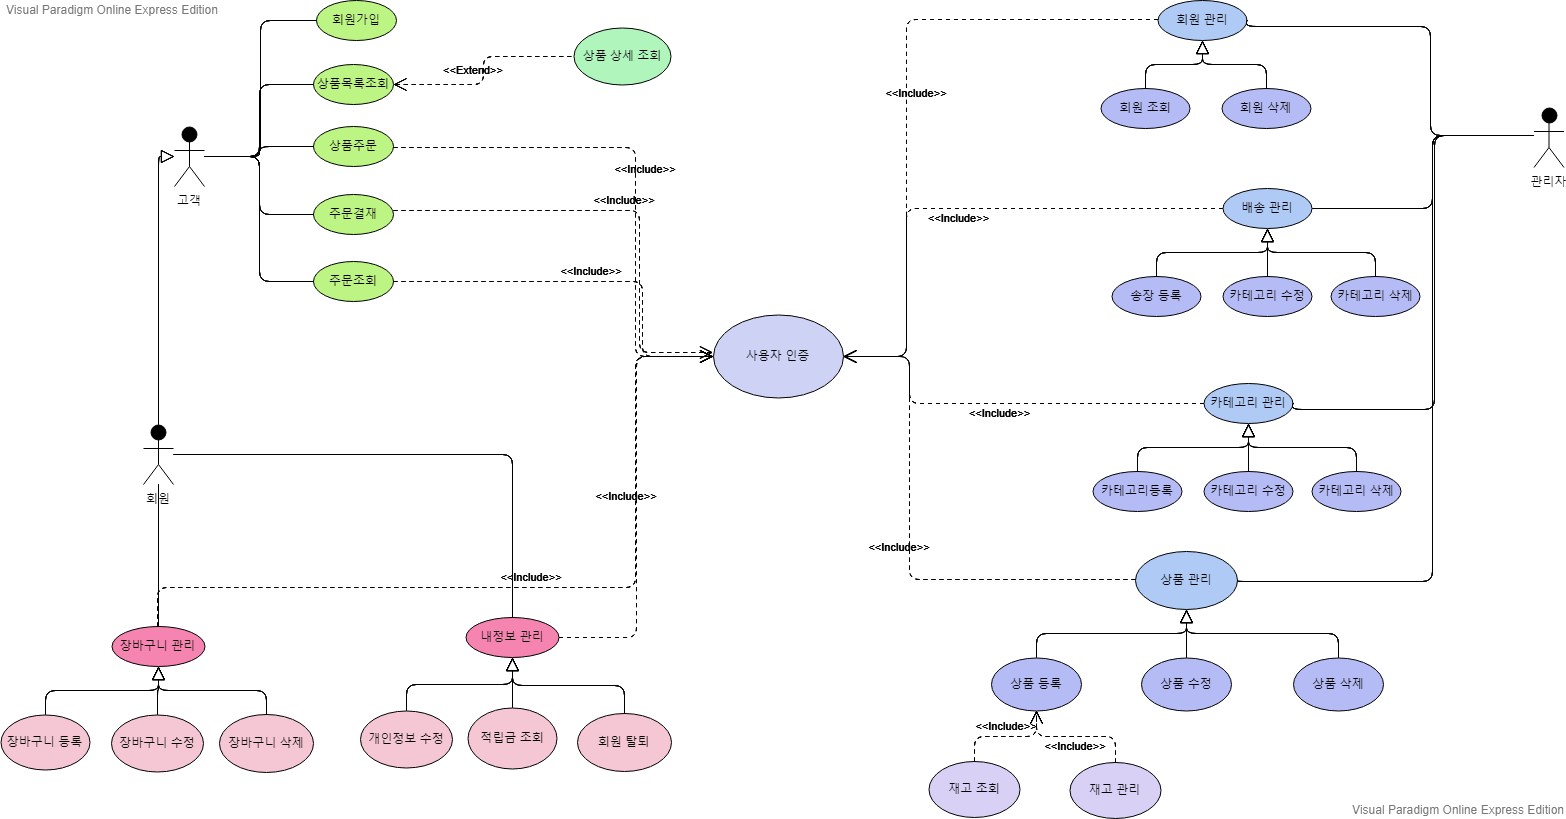 Visual Paradigm Online Express Edition
회원가입
상품 상세 조회
<<Extend>>
상품목록조회
상품주문
<<Include>>
고객
<<Include>>
주문결재
<<Include>>
주문조회
사용자 인증
회원
<<Include>>
<<Include>>
장바구니 관리
내정보 관리
장바구니 등록
장바구니 수정
장바구니 삭제
개인정보 수정
적립금 조회
회원 탈퇴
회원 관리
<<Include>>
회원 조회
회원 삭제
관리자
배송 관리
<<Include>>
송장 등록
카테고리 수정
카테고리 삭제
카테고리 관리
<<Include>>
카테고리등록
카테고리 수정
카테고리 삭제
<<Include>>
상품 관리
상품 등록
상품 수정
상품 삭제
<<Include>>
<<Include>>
재고 조회
재고 관리
Visual Paradigm Online Express Edition